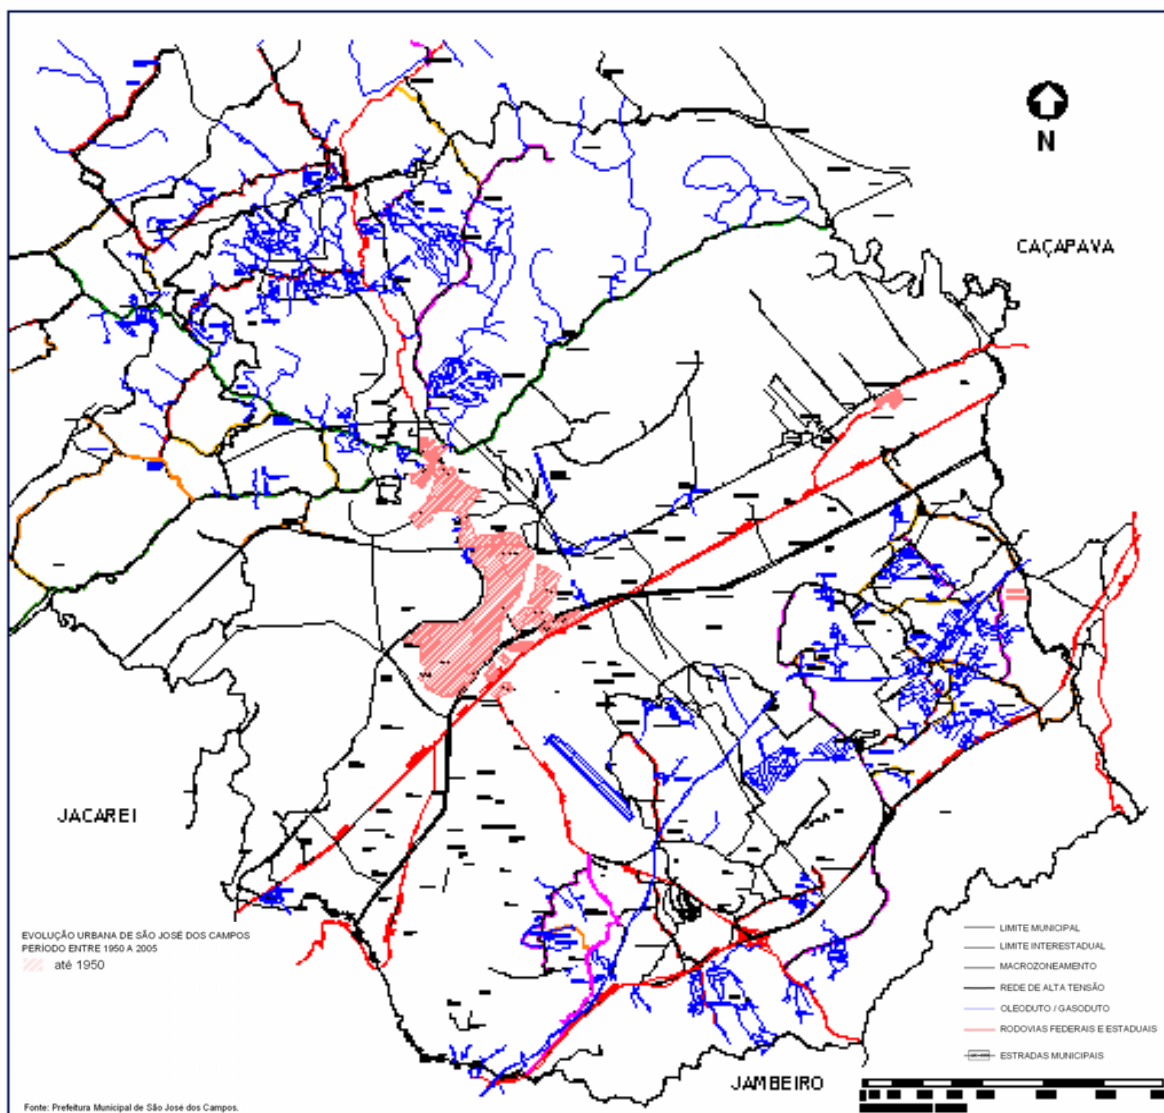 N
CAÇAPAVA
JACAREI
EVOLUÇÃO URBANA DE SÃO JOSÉ DOS CAMPOS
PERÍODO ENTRE 1950 A 2005
até 1950
LIMITE MUNICIPAL
LIMITE INTERESTADUAL
MACROZONEAMENTO
REDE DE ALTA TENSÃO
OLEODUTO / GASODUTO
RODOVIAS FEDERAIS E ESTADUAIS
ESTRADAS MUNICIPAIS
JAMBEIRO
Fonte: Prefeitura Municipal de São José dos Campos.